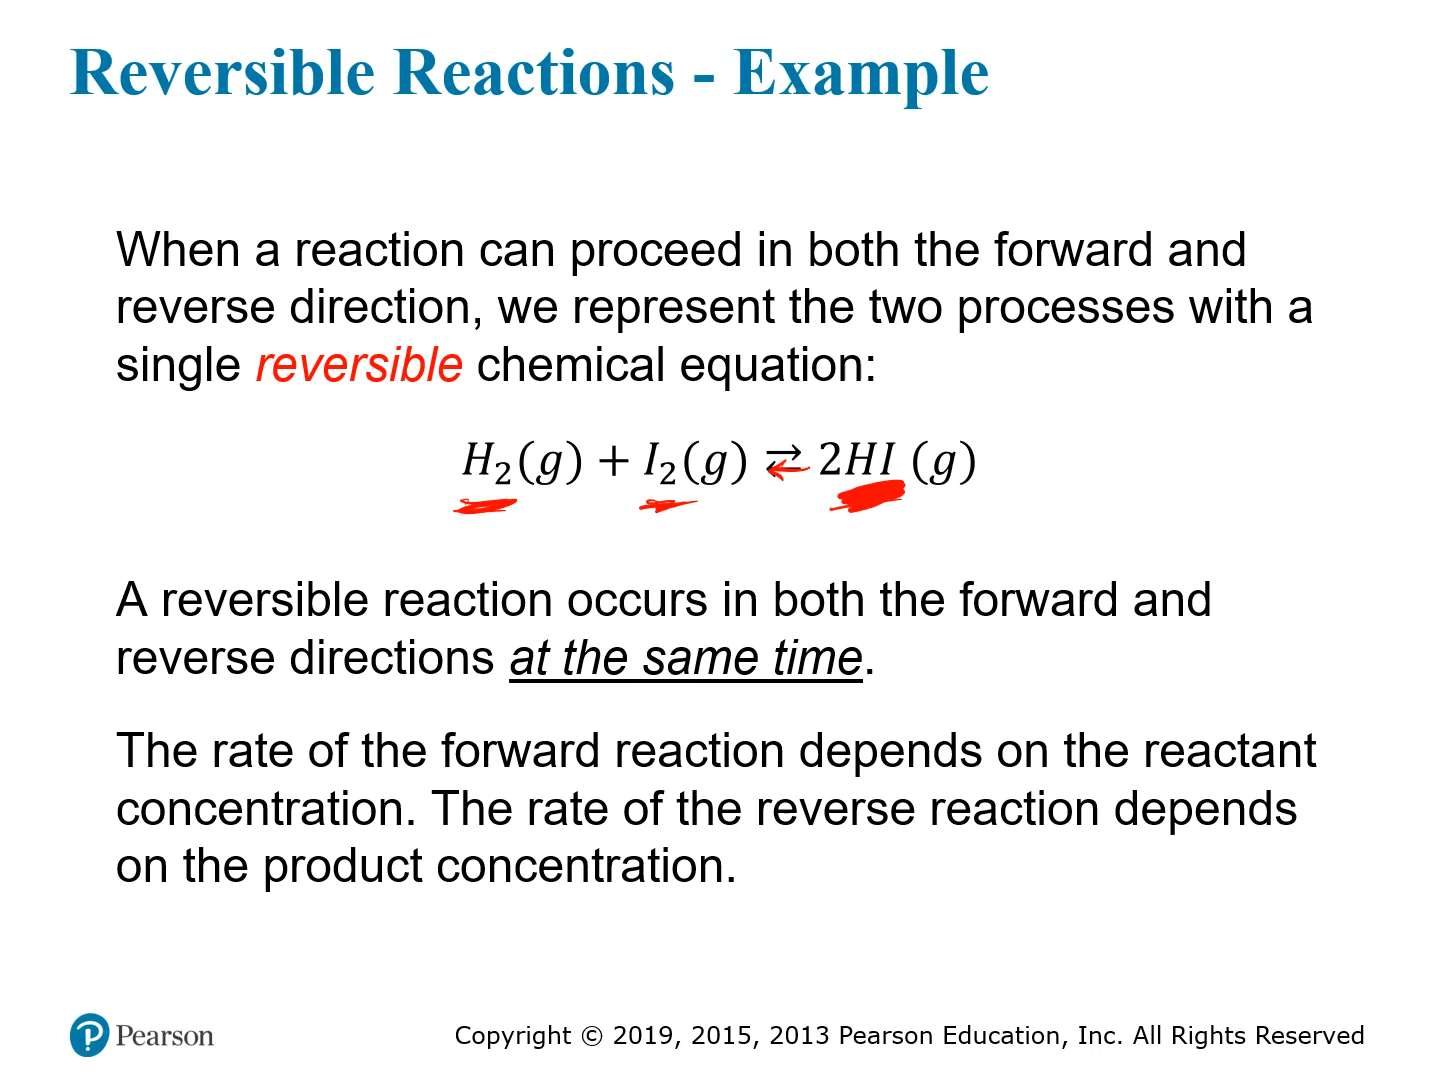 Reversible Reactions - Example
When a reaction can proceed in both the forward and
reverse direction, we represent the two processes with a
single reversible chemical equation:
H₂(g) + I₂(g) ⇄ 2HI (g)
A reversible reaction occurs in both the forward and
reverse directions at the same time.
The rate of the forward reaction depends on the reactant
concentration. The rate of the reverse reaction depends
on the product concentration.
Pearson
Copyright © 2019, 2015, 2013 Pearson Education, Inc. All Rights Reserved